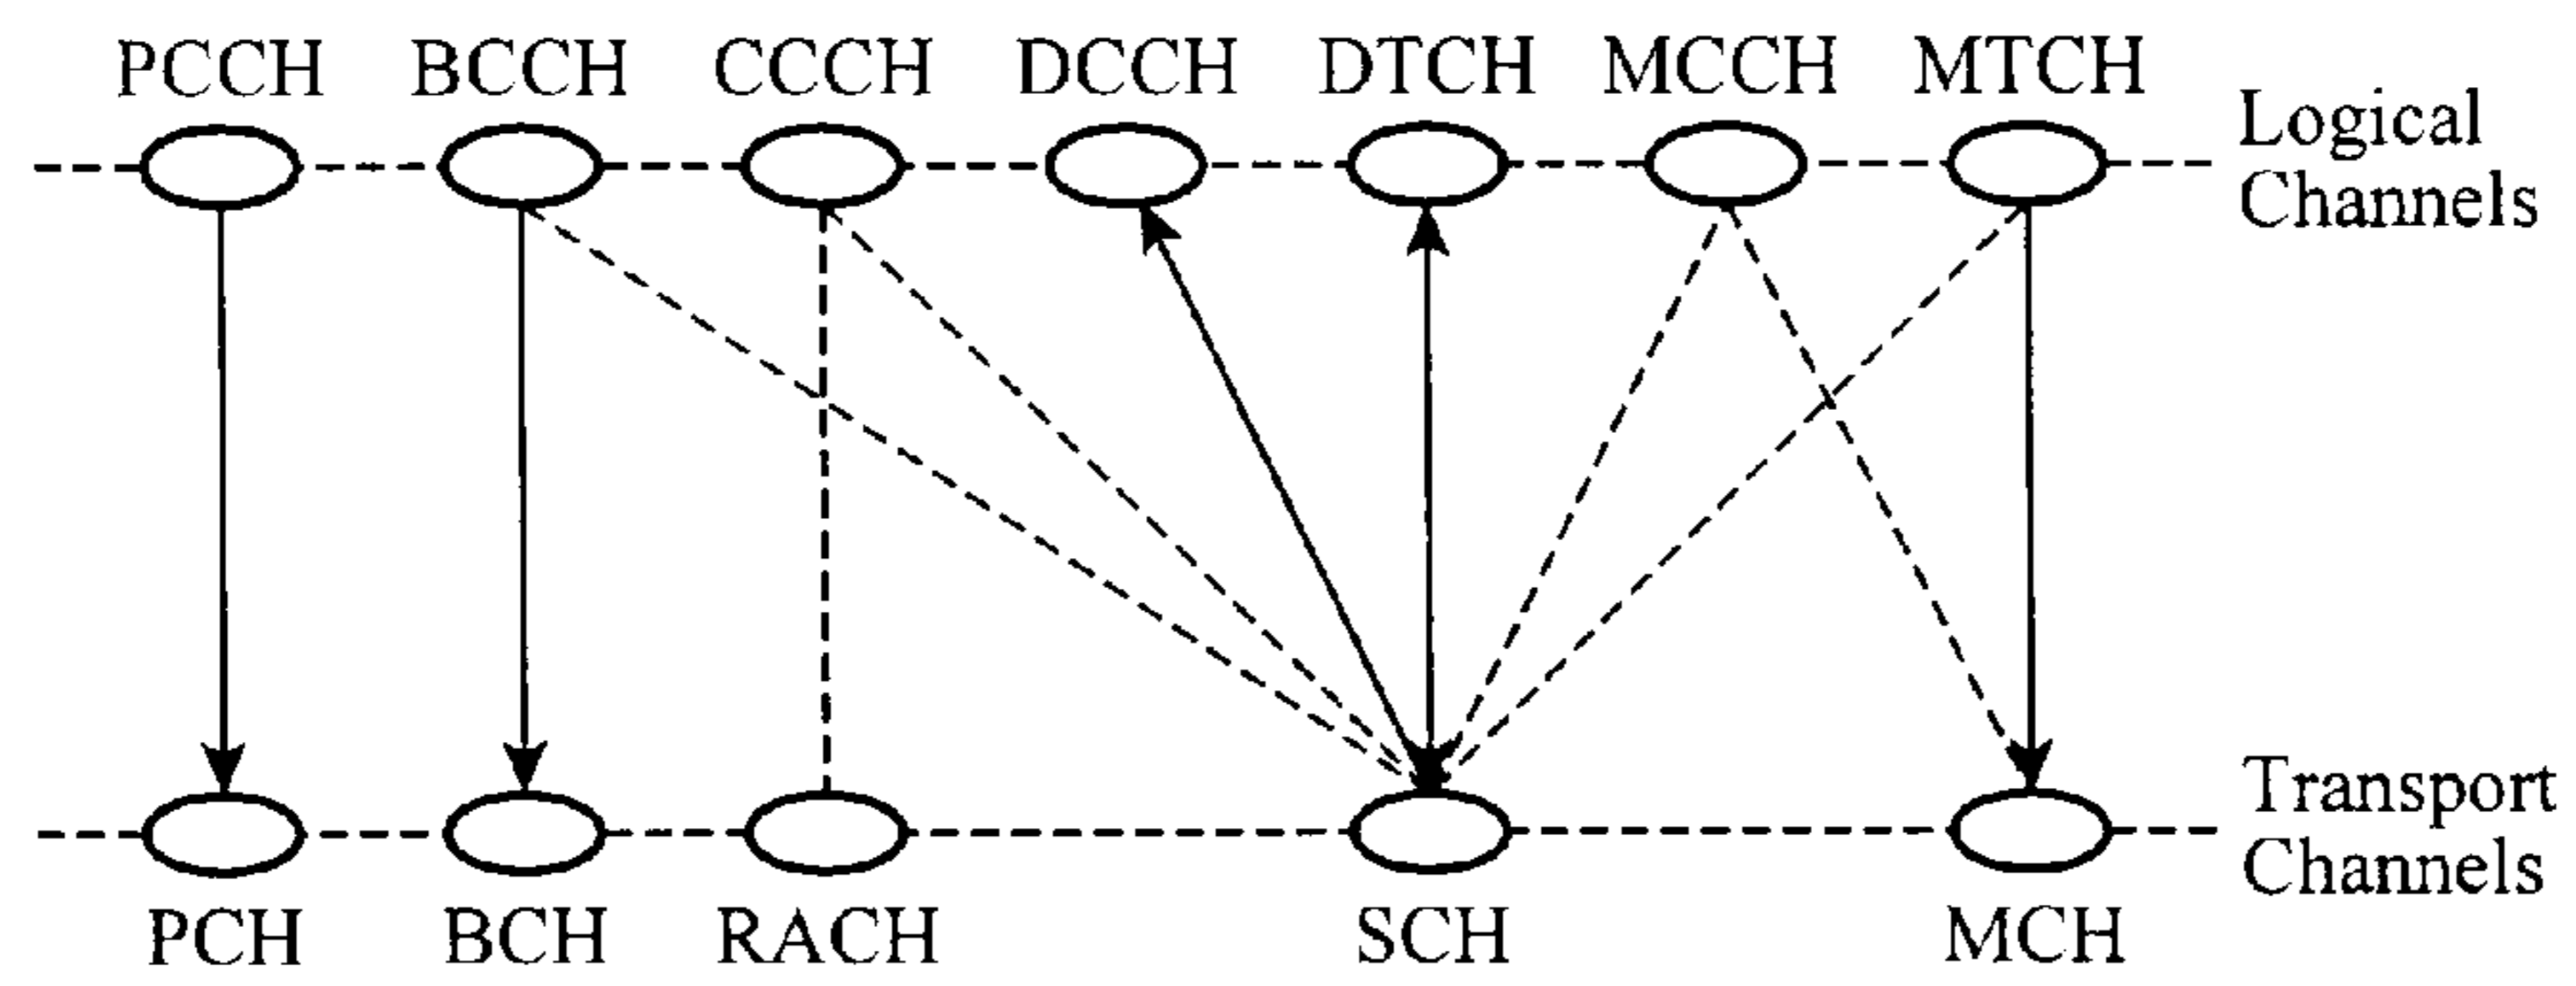 PCCH BCCH CCCH DCCH DTCH MCCH MTCH
Logical
Channels
Transport
Channels
PCH BCH RACH SCH MCH